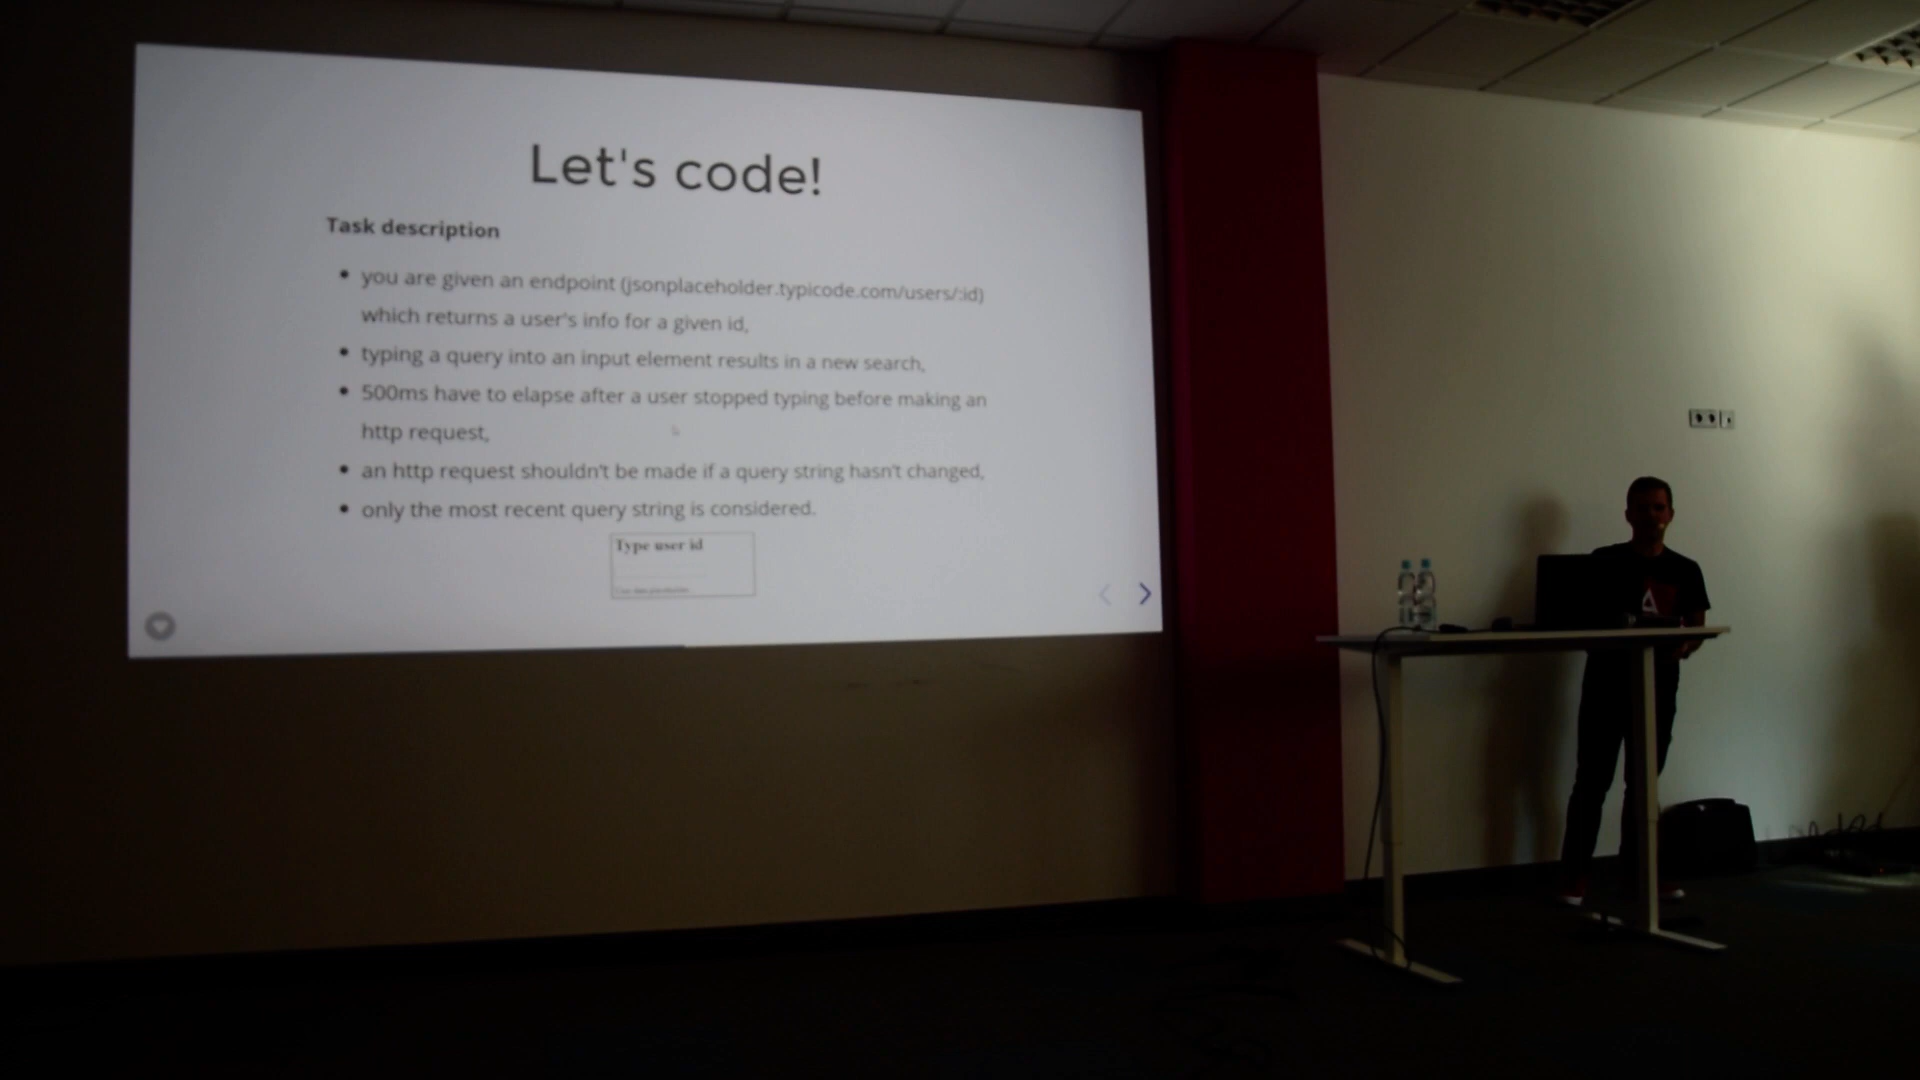 Let's code!
Task description
• you are given an endpoint (jsonplaceholder.typicode.com/users/:id)
which returns a user's info for a given id,
• typing a query into an input element results in a new search,
• 500ms have to elapse after a user stopped typing before making an
http request,
• an http request shouldn't be made if a query string hasn't changed,
• only the most recent query string is considered.
Type user id